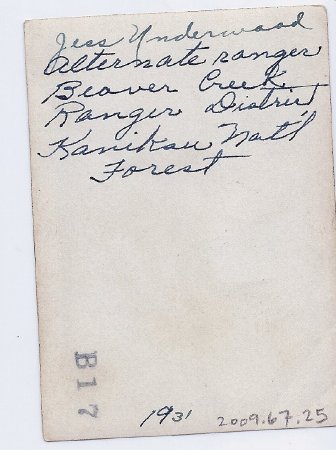 Jess Underwood
Alternate ranger
Beaver Creek
Ranger District
Kaniksu Nat'l
Forest
B17
1931
2009.67.25